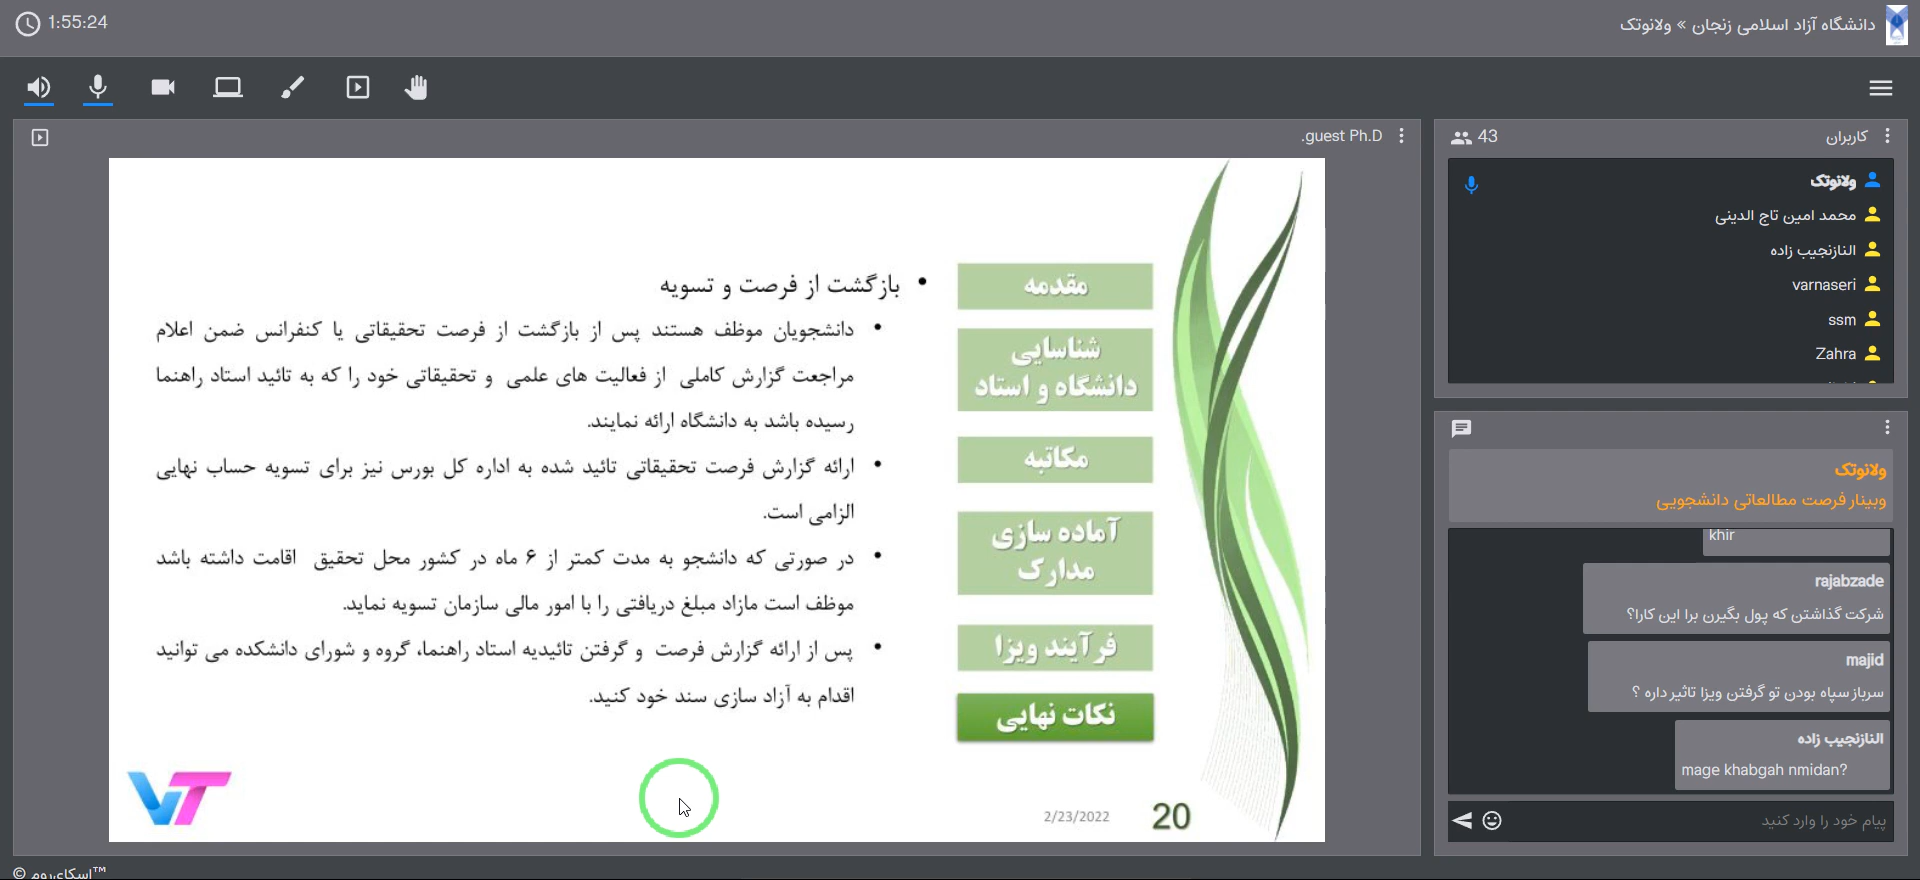 1:55:24
دانشگاه آزاد اسلامی زنجان » ولانوتک
guest Ph.D.
مقدمه
شناسایی
دانشگاه و استاد
مکاتبه
آماده سازی
مدارک
فرآیند ویزا
نکات نهایی
• بازگشت از فرصت و تسویه
• دانشجویان موظف هستند پس از بازگشت از فرصت تحقیقاتی یا کنفرانس ضمن اعلام
مراجعت گزارش کاملی از فعالیت های علمی و تحقیقاتی خود را که به تائید استاد راهنما
رسیده باشد به دانشگاه ارائه نمایند.
• ارائه گزارش فرصت تحقیقاتی تائید شده به اداره کل بورس نیز برای تسویه حساب نهایی
الزامی است.
• در صورتی که دانشجو به مدت کمتر از ۶ ماه در کشور محل تحقیق اقامت داشته باشد
موظف است مازاد مبلغ دریافتی را با امور مالی سازمان تسویه نماید.
• پس از ارائه گزارش فرصت و گرفتن تائیدیه استاد راهنما، گروه و شورای دانشکده می توانید
اقدام به آزاد سازی سند خود کنید.
VT
2/23/2022
20
کاربران
43
ولانوتک
محمد امین تاج الدینی
النازنجیب زاده
varnaseri
ssm
Zahra
ولانوتک
وبینار فرصت مطالعاتی دانشجویی
khir
rajabzade
شرکت گذاشتن که پول بگیرن برا این کارا؟
majid
سرباز سپاه بودن تو گرفتن ویزا تاثیر داره ؟
النازنجیب زاده
mage khabgah nmidan?
پیام خود را وارد کنید
© اسکای‌روم™